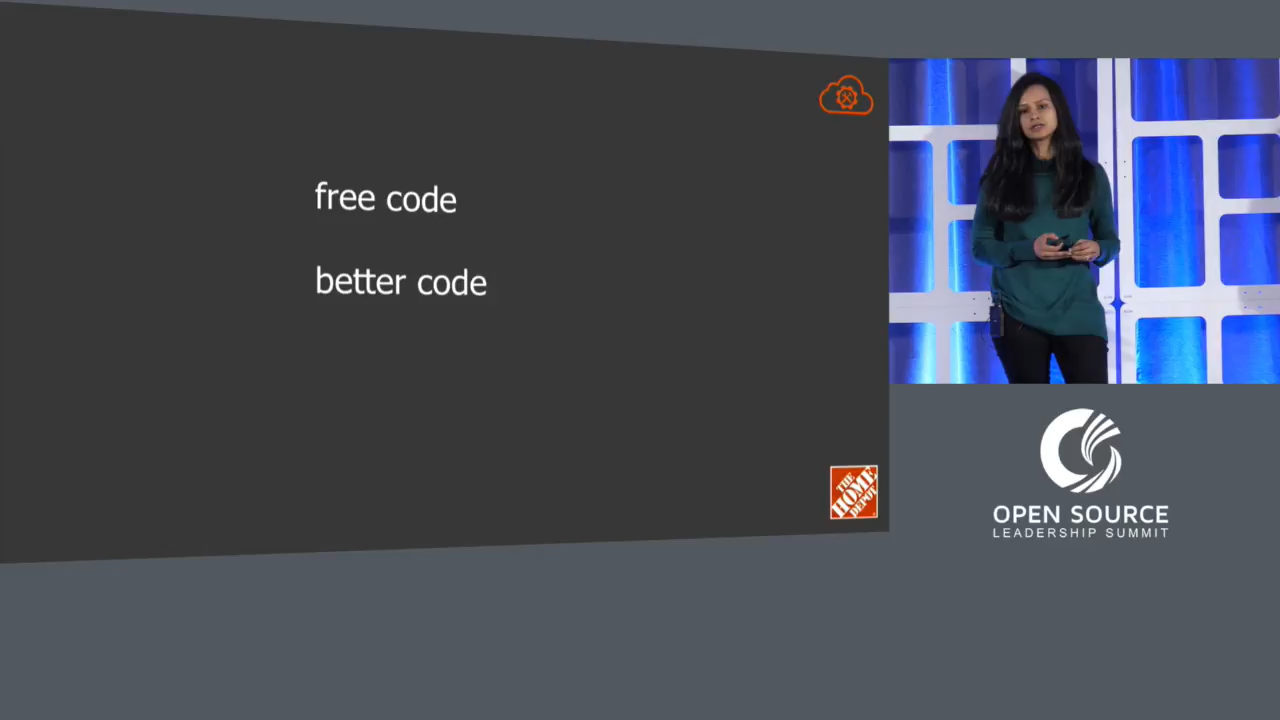 free code
better code
THE
HOME
DEPOT
OPEN SOURCE
LEADERSHIP SUMMIT